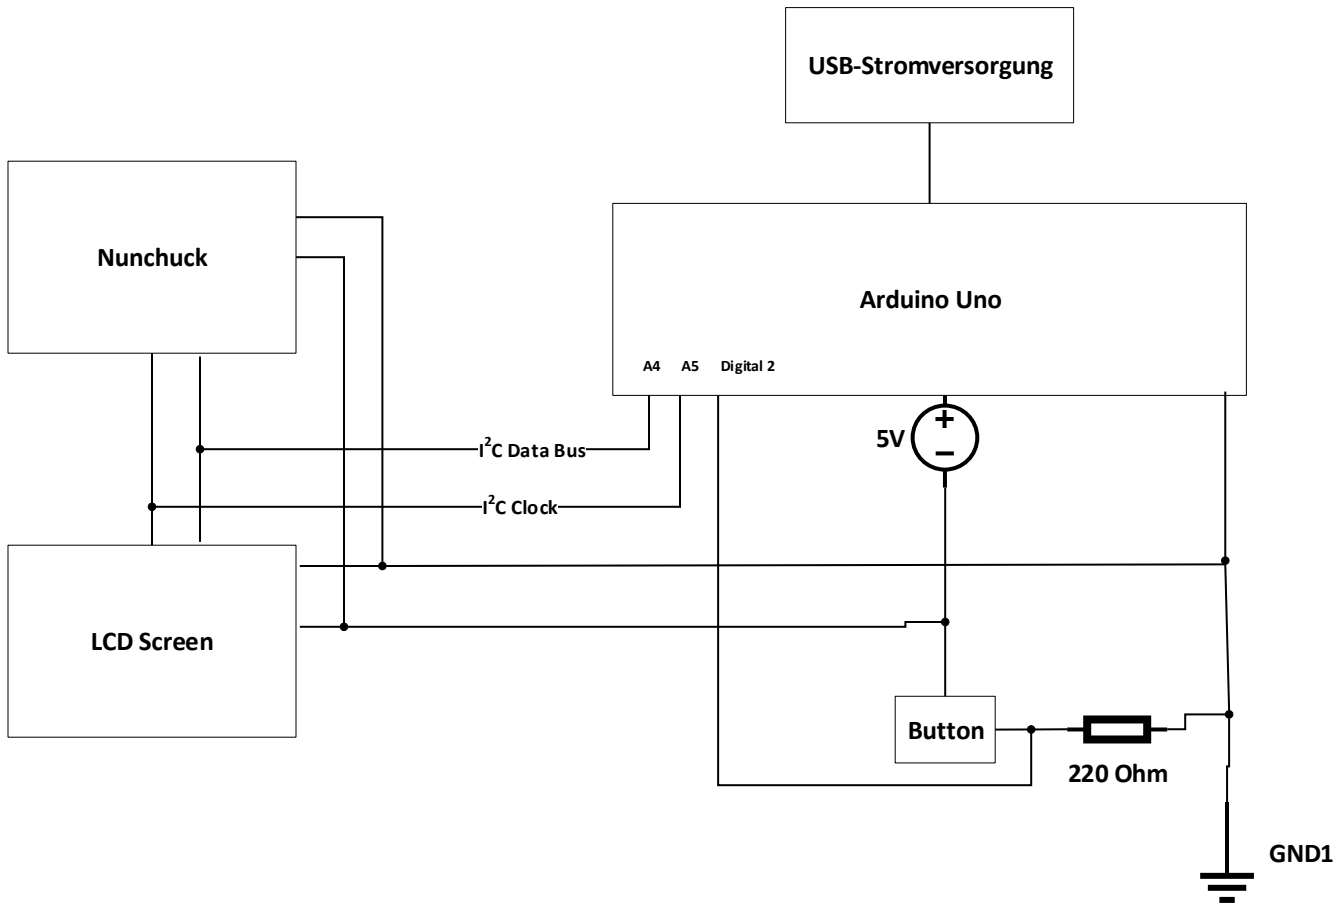 USB-Stromversorgung
Nunchuck
Arduino Uno
A4 A5 Digital 2
5V
+
−
I²C Data Bus
I²C Clock
LCD Screen
Button
220 Ohm
GND1